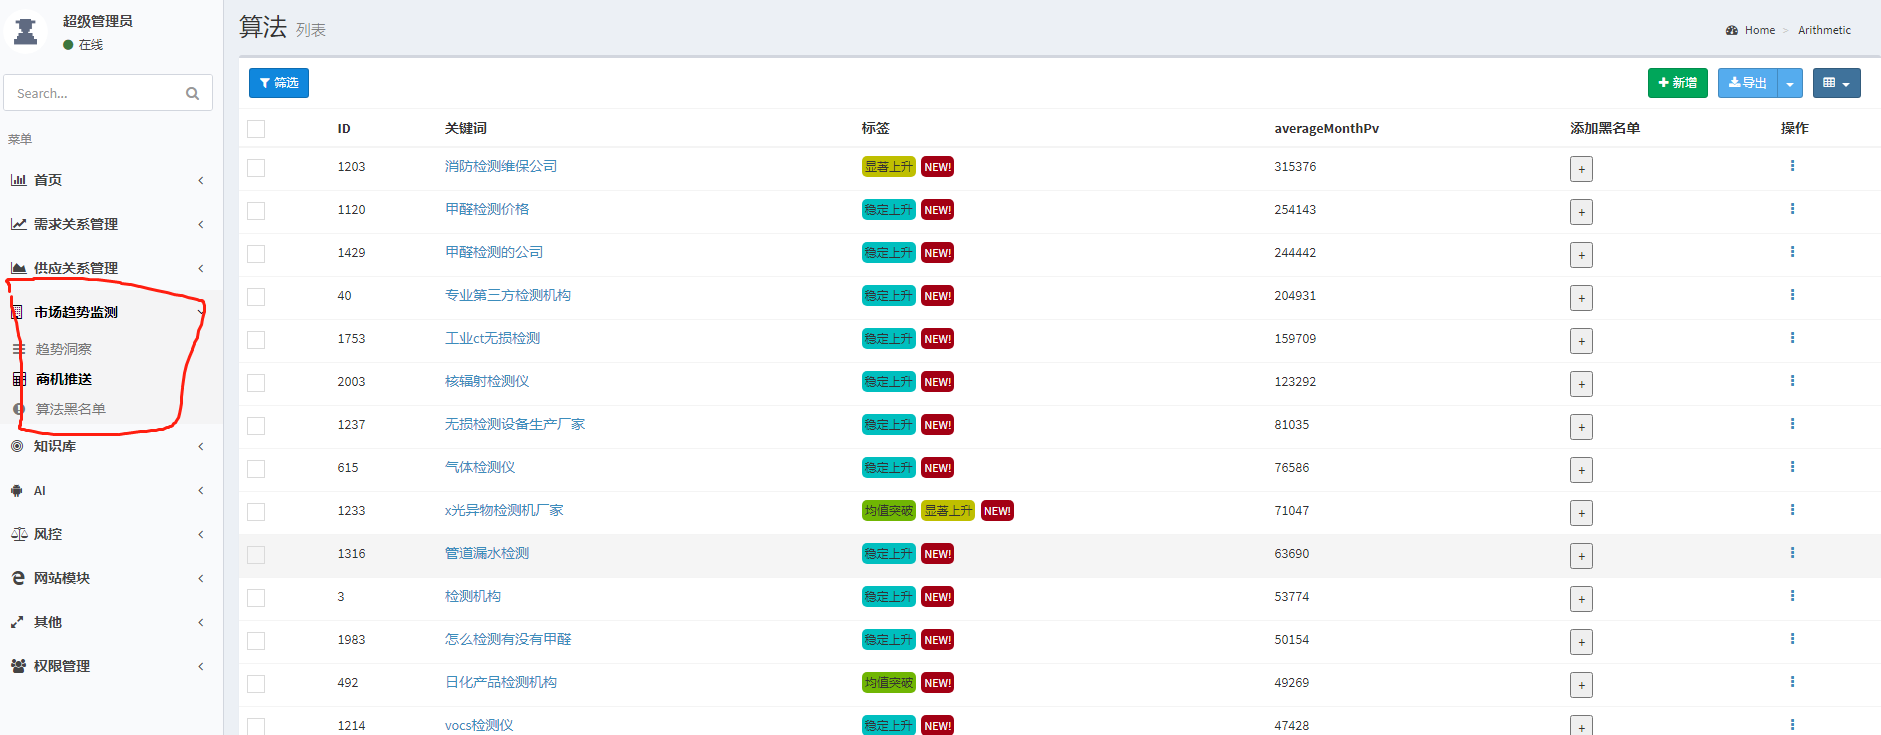 超级管理员
在线
Search...
菜单
首页
需求关系管理
供应关系管理
市场趋势监测
趋势洞察
商机推送
算法黑名单
知识库
AI
风控
网站模块
其他
权限管理
算法 列表
Home > Arithmetic
筛选
新增 导出
ID 关键词 标签 averageMonthPv 添加黑名单 操作
1203 消防检测维保公司 显著上升 NEW! 315376 +
1120 甲醛检测价格 稳定上升 NEW! 254143 +
1429 甲醛检测的公司 稳定上升 NEW! 244442 +
40 专业第三方检测机构 稳定上升 NEW! 204931 +
1753 工业ct无损检测 稳定上升 NEW! 159709 +
2003 核辐射检测仪 稳定上升 NEW! 123292 +
1237 无损检测设备生产厂家 稳定上升 NEW! 81035 +
615 气体检测仪 稳定上升 NEW! 76586 +
1233 x光异物检测机厂家 均值突破 显著上升 NEW! 71047 +
1316 管道漏水检测 稳定上升 NEW! 63690 +
3 检测机构 稳定上升 NEW! 53774 +
1983 怎么检测有没有甲醛 稳定上升 NEW! 50154 +
492 日化产品检测机构 均值突破 NEW! 49269 +
1214 vocs检测仪 稳定上升 NEW! 47428 +